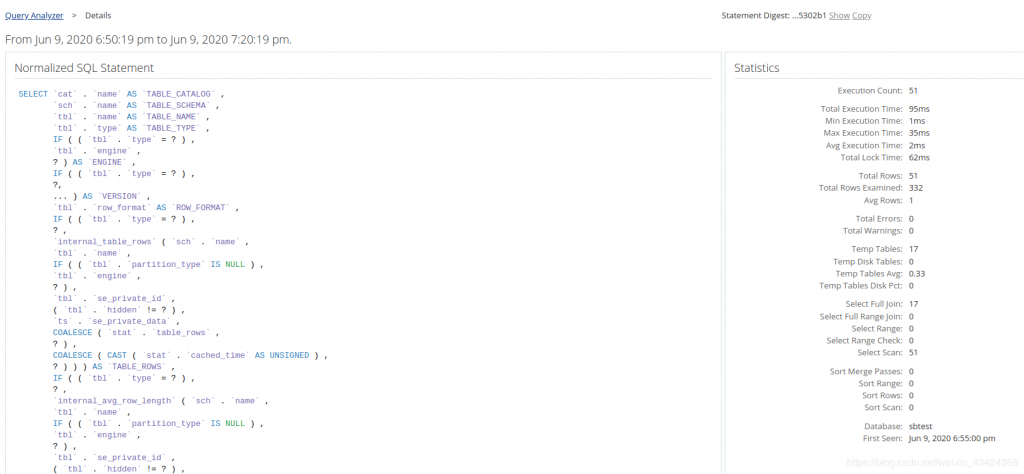 Query Analyzer > Details
Statement Digest: ...5302b1 Show Copy
From Jun 9, 2020 6:50:19 pm to Jun 9, 2020 7:20:19 pm.
Normalized SQL Statement
SELECT `cat` . `name` AS `TABLE_CATALOG` ,
`sch` . `name` AS `TABLE_SCHEMA` ,
`tbl` . `name` AS `TABLE_NAME` ,
`tbl` . `type` AS `TABLE_TYPE` ,
IF ( ( `tbl` . `type` = ? ) ,
`tbl` . `engine` ,
? ) AS `ENGINE` ,
IF ( ( `tbl` . `type` = ? ) ,
?,
... ) AS `VERSION` ,
`tbl` . `row_format` AS `ROW_FORMAT` ,
IF ( ( `tbl` . `type` = ? ) ,
? ,
`internal_table_rows` ( `sch` . `name` ,
`tbl` . `name` ,
IF ( ( `tbl` . `partition_type` IS NULL ) ,
`tbl` . `engine` ,
? ) ,
`tbl` . `se_private_id` ,
( `tbl` . `hidden` != ? ) ,
`ts` . `se_private_data` ,
COALESCE ( `stat` . `table_rows` ,
? ) ,
COALESCE ( CAST ( `stat` . `cached_time` AS UNSIGNED ) ,
? ) ) ) AS `TABLE_ROWS` ,
IF ( ( `tbl` . `type` = ? ) ,
? ,
`internal_avg_row_length` ( `sch` . `name` ,
`tbl` . `name` ,
IF ( ( `tbl` . `partition_type` IS NULL ) ,
`tbl` . `engine` ,
? ) ,
`tbl` . `se_private_id` ,
( `tbl` . `hidden` != ? ) ,
Statistics
Execution Count: 51
Total Execution Time: 95ms
Min Execution Time: 1ms
Max Execution Time: 35ms
Avg Execution Time: 2ms
Total Lock Time: 62ms
Total Rows: 51
Total Rows Examined: 332
Avg Rows: 1
Total Errors: 0
Total Warnings: 0
Temp Tables: 17
Temp Disk Tables: 0
Temp Tables Avg: 0.33
Temp Tables Disk Pct: 0
Select Full Join: 17
Select Full Range Join: 0
Select Range: 0
Select Range Check: 0
Select Scan: 51
Sort Merge Passes: 0
Sort Range: 0
Sort Rows: 0
Sort Scan: 0
Database: sbtest
First Seen: Jun 9, 2020 6:55:00 pm